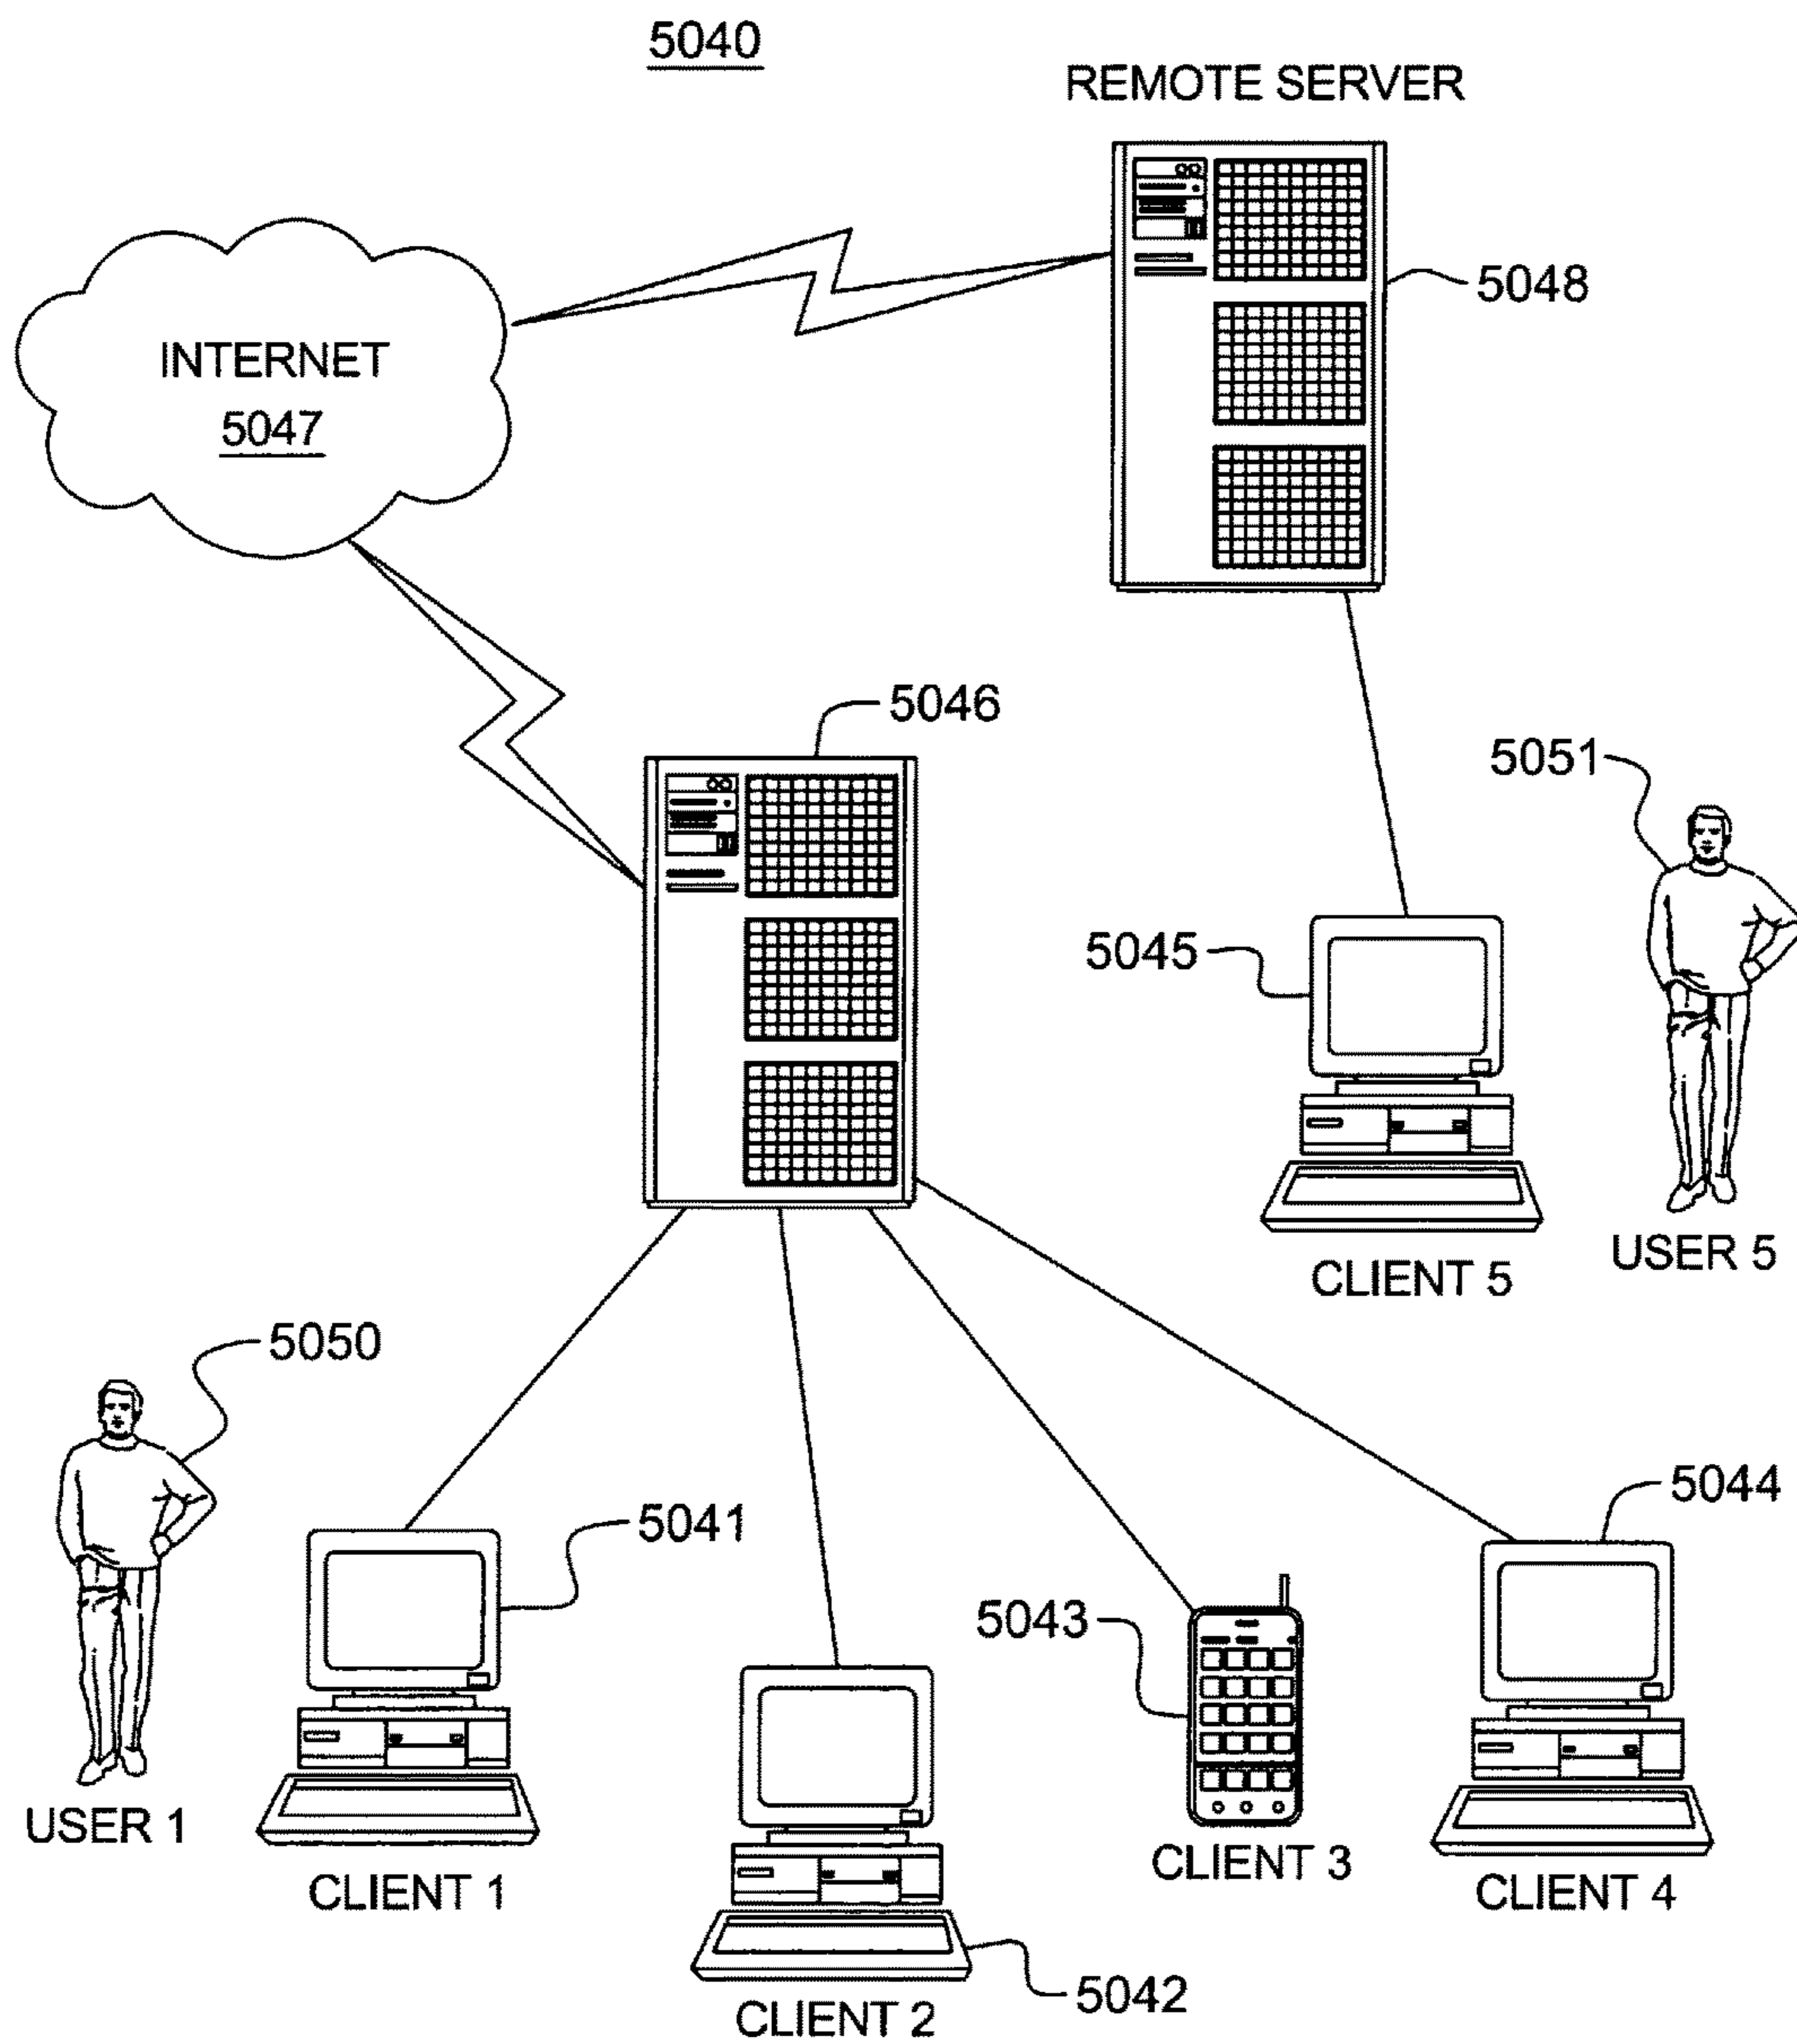 5040
REMOTE SERVER
5048
INTERNET
5047
5046
5051
5045
USER 5
CLIENT 5
5050
5041
5044
5043
USER 1
CLIENT 1
CLIENT 3
CLIENT 4
5042
CLIENT 2